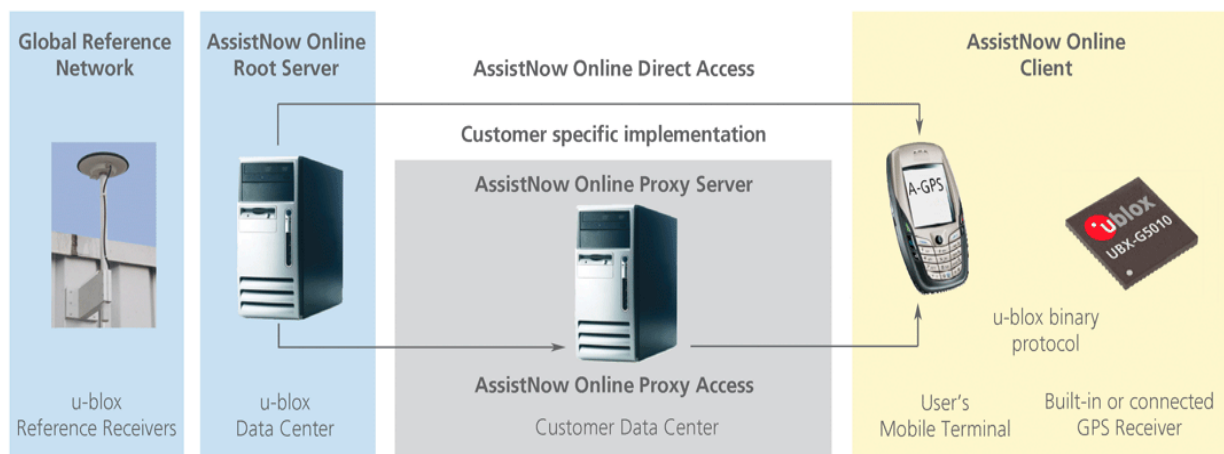 Global Reference
Network
u-blox
Reference Receivers
AssistNow Online
Root Server
u-blox
Data Center
AssistNow Online Direct Access
Customer specific implementation
AssistNow Online Proxy Server
AssistNow Online Proxy Access
Customer Data Center
AssistNow Online
Client
A-GPS
ublox
UBX-G5010
u-blox binary
protocol
User's
Mobile Terminal
Built-in or connected
GPS Receiver